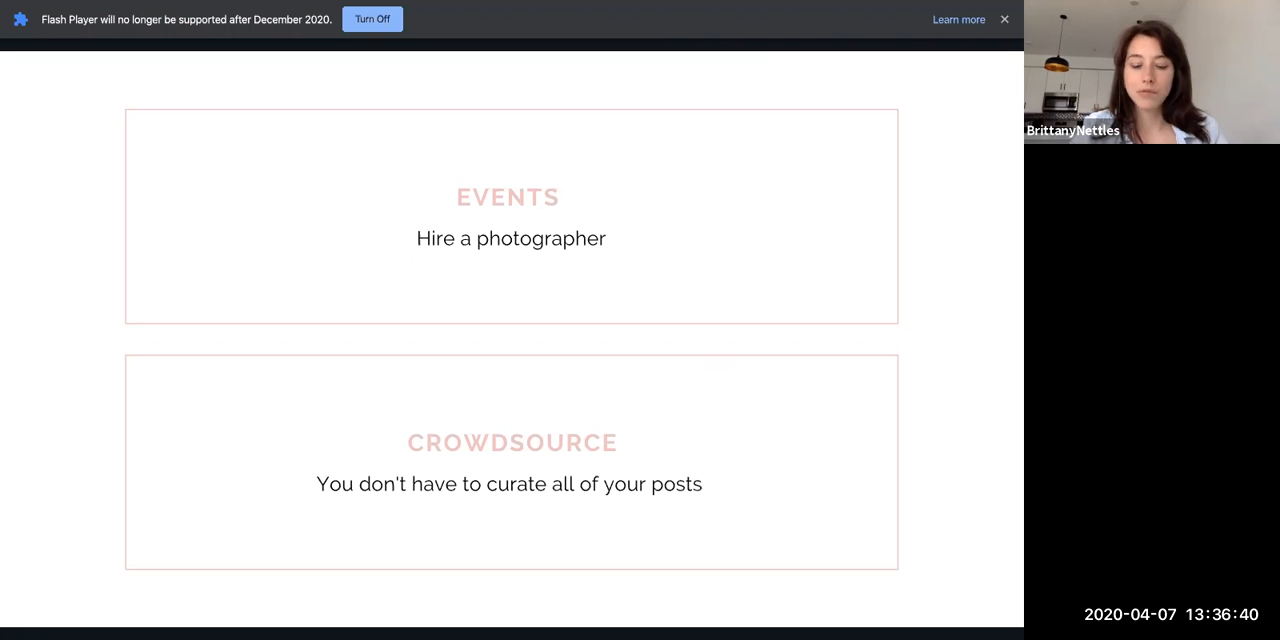 Flash Player will no longer be supported after December 2020. Turn Off Learn more
BrittanyNettles
EVENTS
Hire a photographer
CROWDSOURCE
You don't have to curate all of your posts
2020-04-07 13:36:40